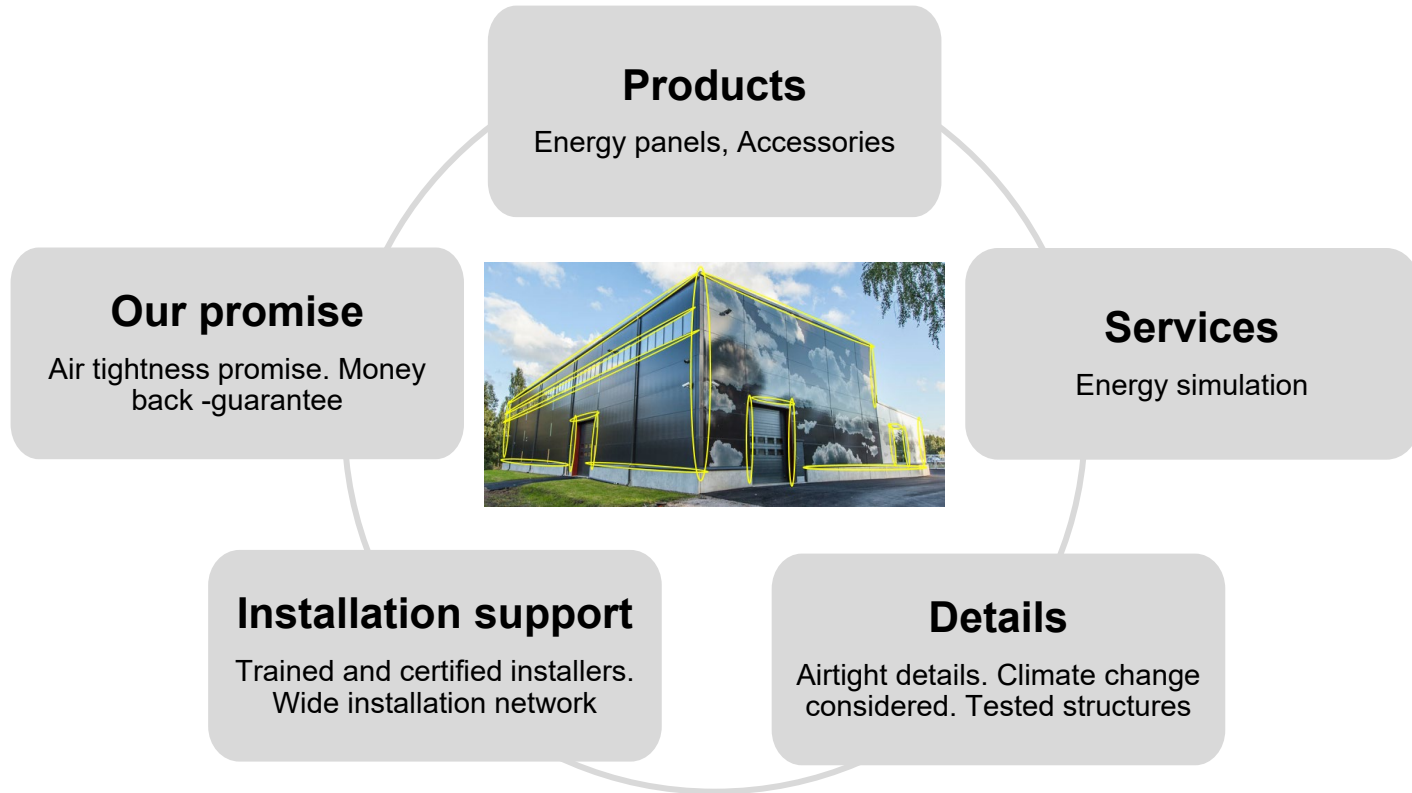 Products
Energy panels, Accessories
Services
Energy simulation
Details
Airtight details. Climate change
considered. Tested structures
Installation support
Trained and certified installers.
Wide installation network
Our promise
Air tightness promise. Money
back -guarantee